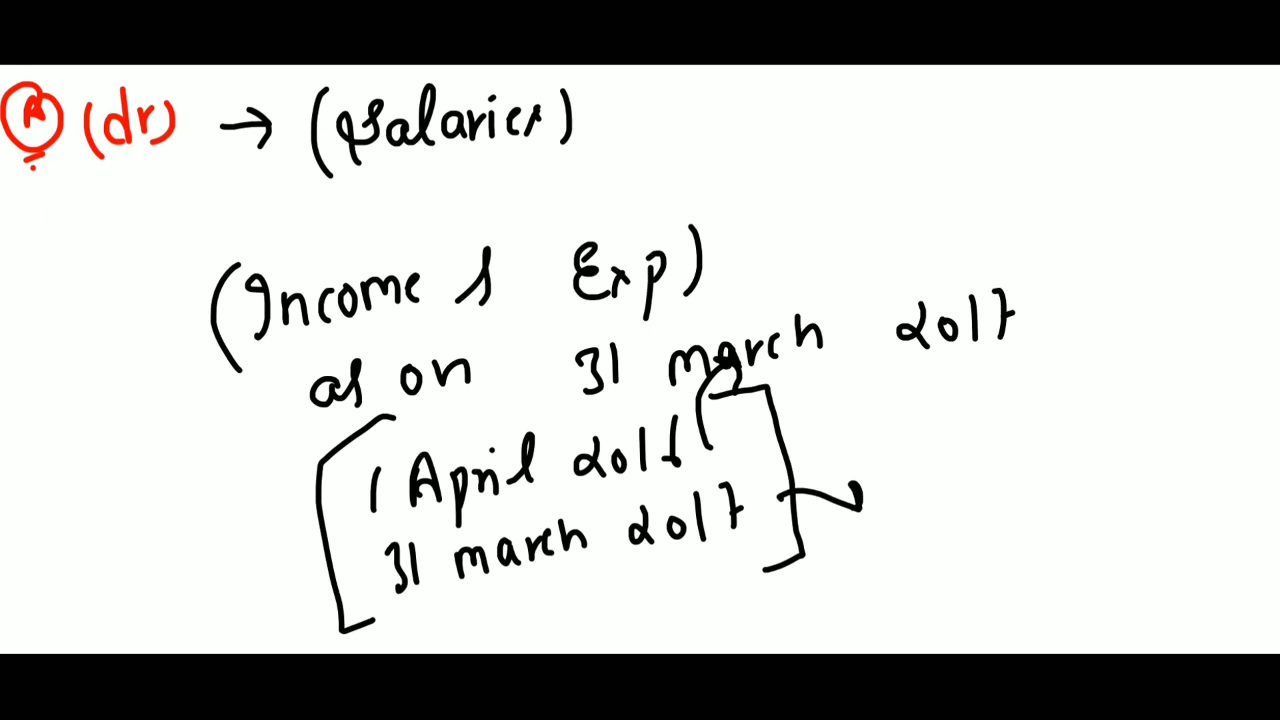 A (dr) → (Salaries)
(Income & Exp)
as on 31 march 2017
1 April 2016
31 march 2017